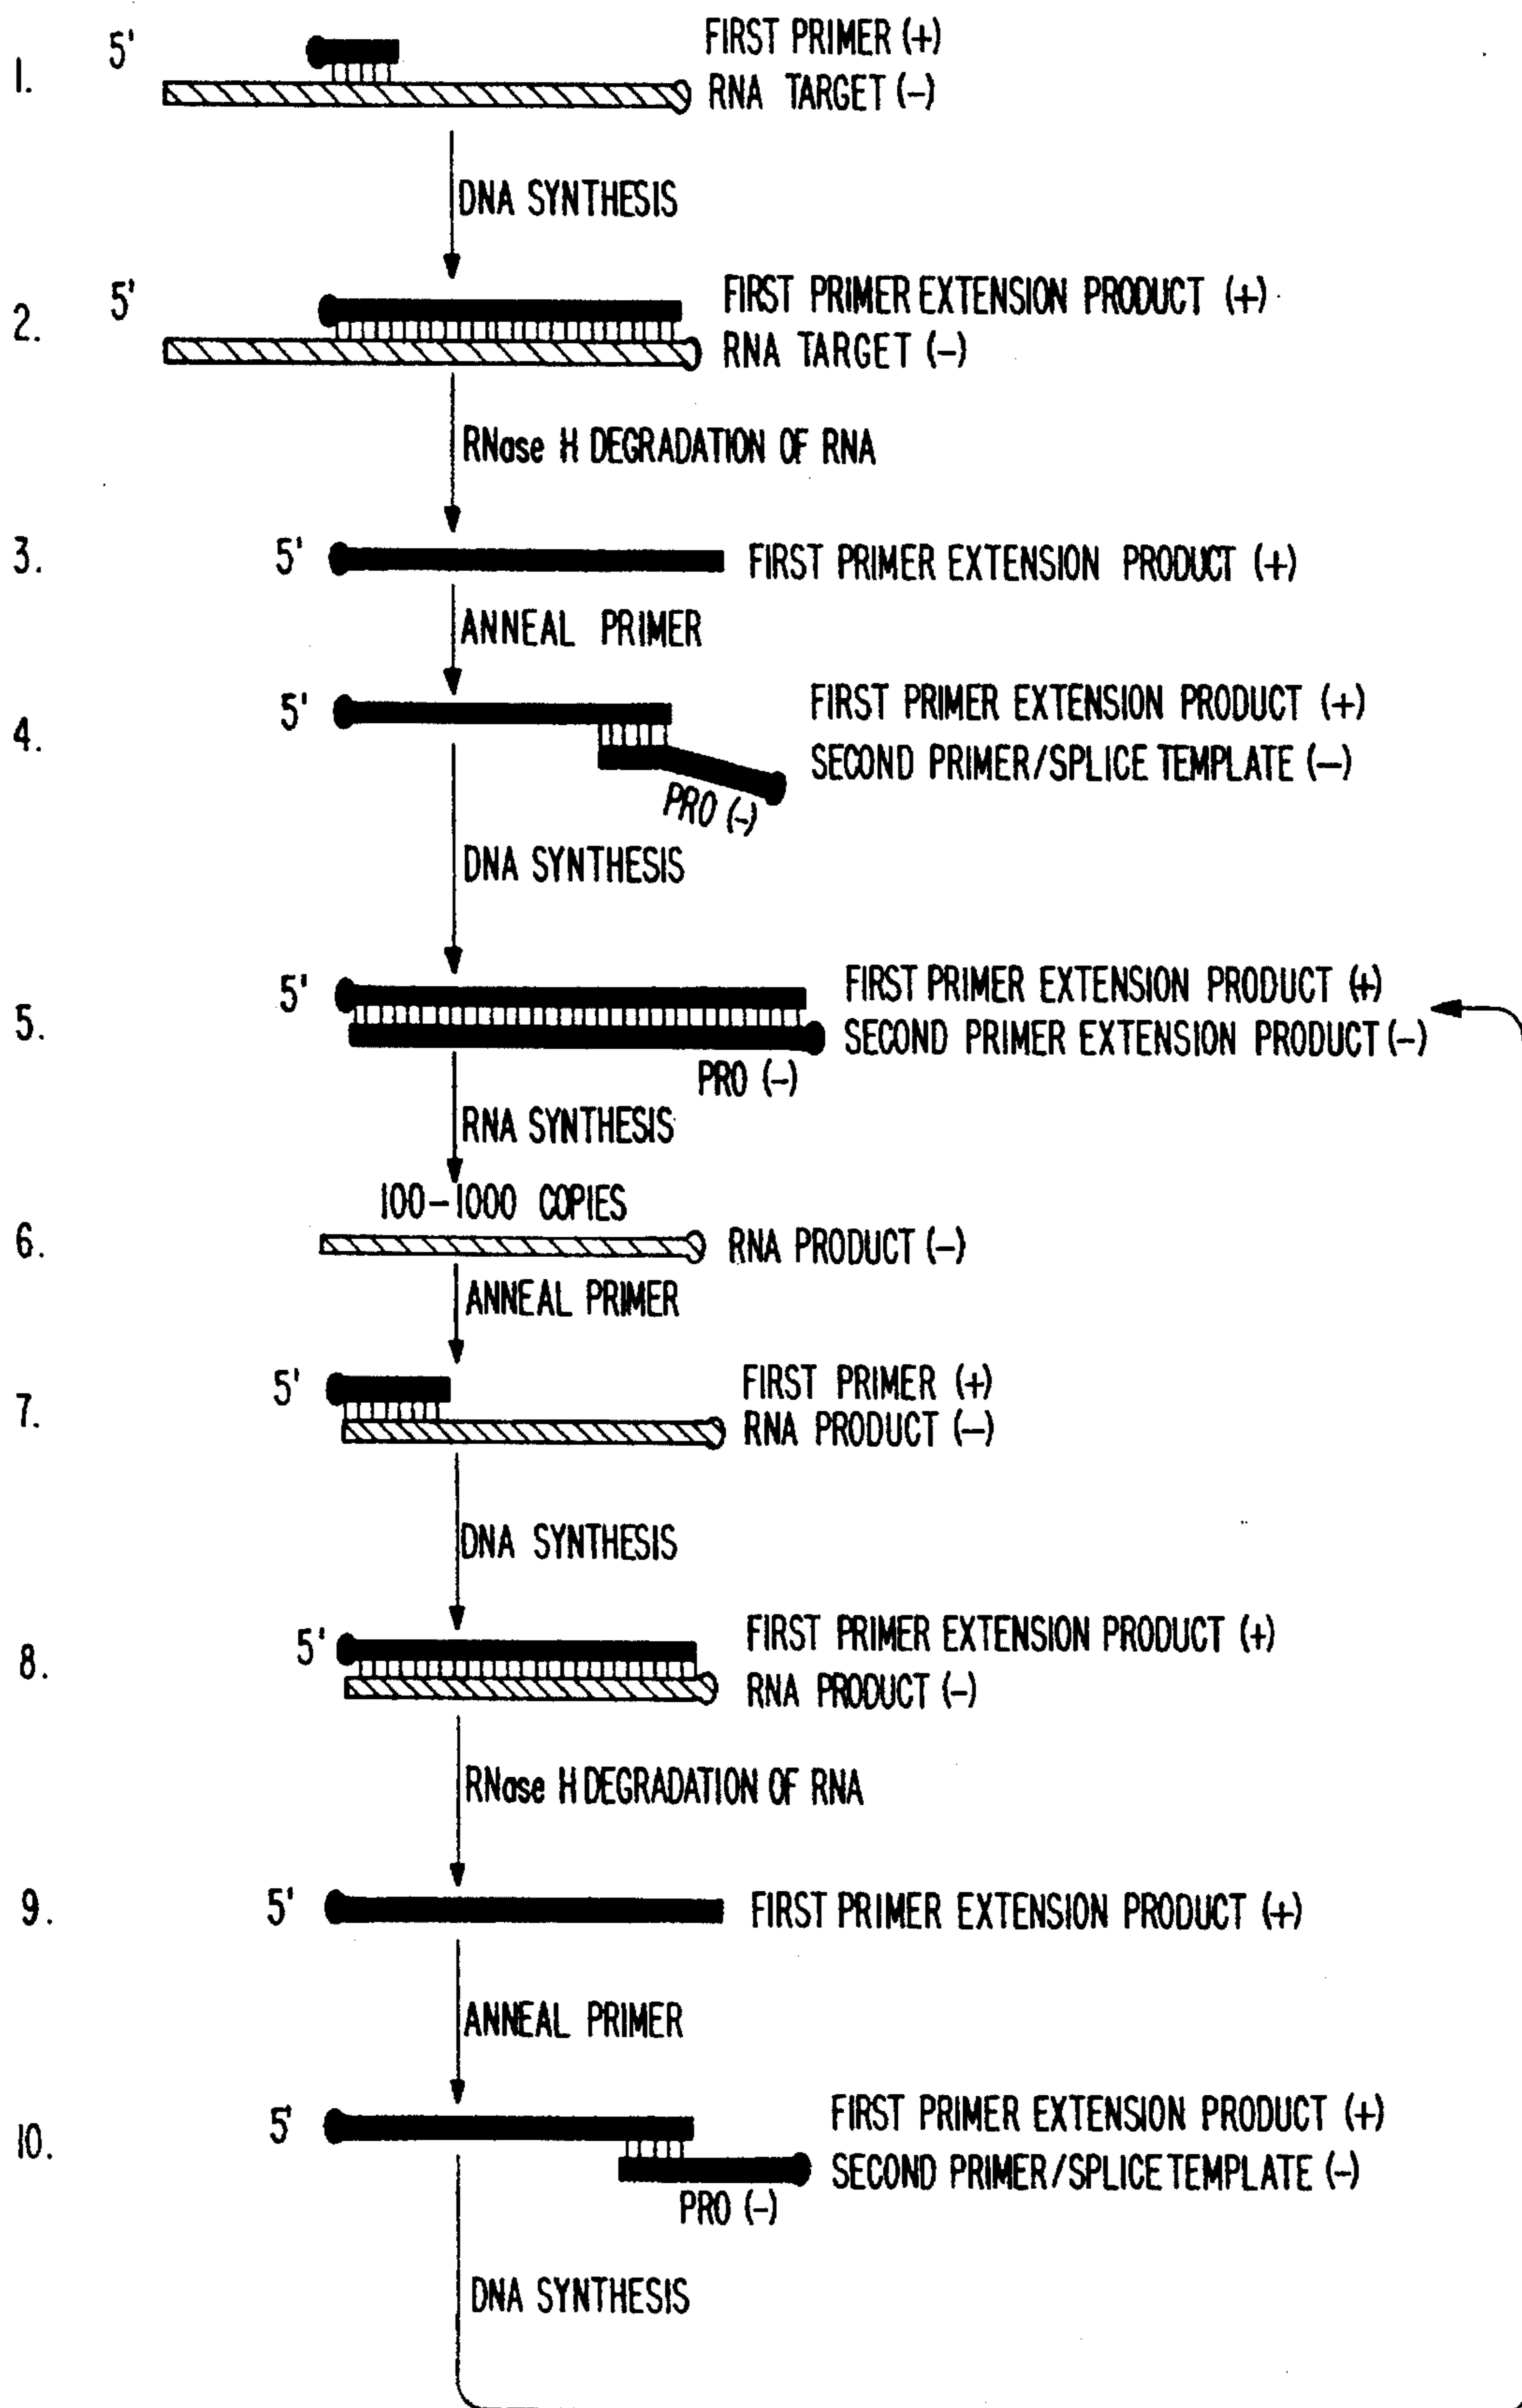 1.
5'
FIRST PRIMER (+)
RNA TARGET (-)
DNA SYNTHESIS
2.
5'
FIRST PRIMER EXTENSION PRODUCT (+)
RNA TARGET (-)
RNase H DEGRADATION OF RNA
3.
5'
FIRST PRIMER EXTENSION PRODUCT (+)
ANNEAL PRIMER
4.
5'
FIRST PRIMER EXTENSION PRODUCT (+)
SECOND PRIMER/SPLICE TEMPLATE (-)
PRO (-)
DNA SYNTHESIS
5.
5'
FIRST PRIMER EXTENSION PRODUCT (+)
SECOND PRIMER EXTENSION PRODUCT (-)
PRO (-)
RNA SYNTHESIS
100-1000 COPIES
6.
RNA PRODUCT (-)
ANNEAL PRIMER
7.
5'
FIRST PRIMER (+)
RNA PRODUCT (-)
DNA SYNTHESIS
8.
5'
FIRST PRIMER EXTENSION PRODUCT (+)
RNA PRODUCT (-)
RNase H DEGRADATION OF RNA
9.
5'
FIRST PRIMER EXTENSION PRODUCT (+)
ANNEAL PRIMER
10.
5'
FIRST PRIMER EXTENSION PRODUCT (+)
SECOND PRIMER/SPLICE TEMPLATE (-)
PRO (-)
DNA SYNTHESIS